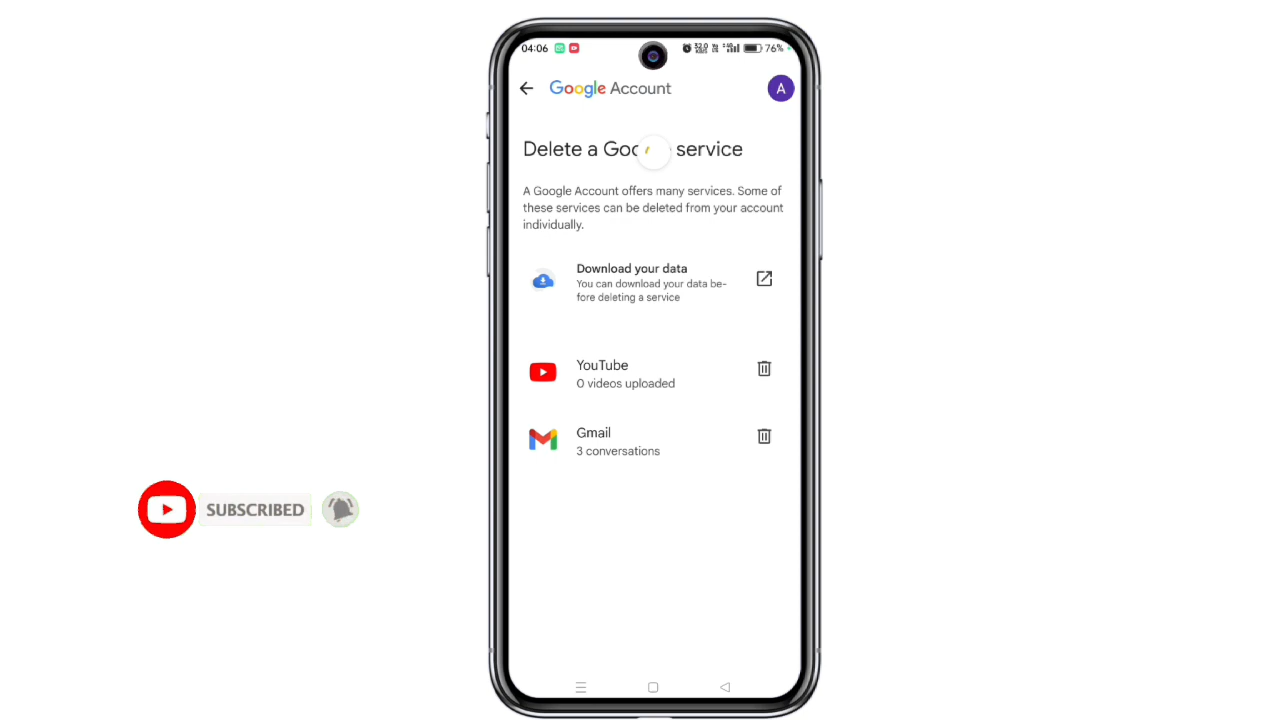 04:06
76%
Google Account
A
Delete a Goo service
A Google Account offers many services. Some of
these services can be deleted from your account
individually.
Download your data
You can download your data be-
fore deleting a service
YouTube
0 videos uploaded
Gmail
3 conversations
SUBSCRIBED